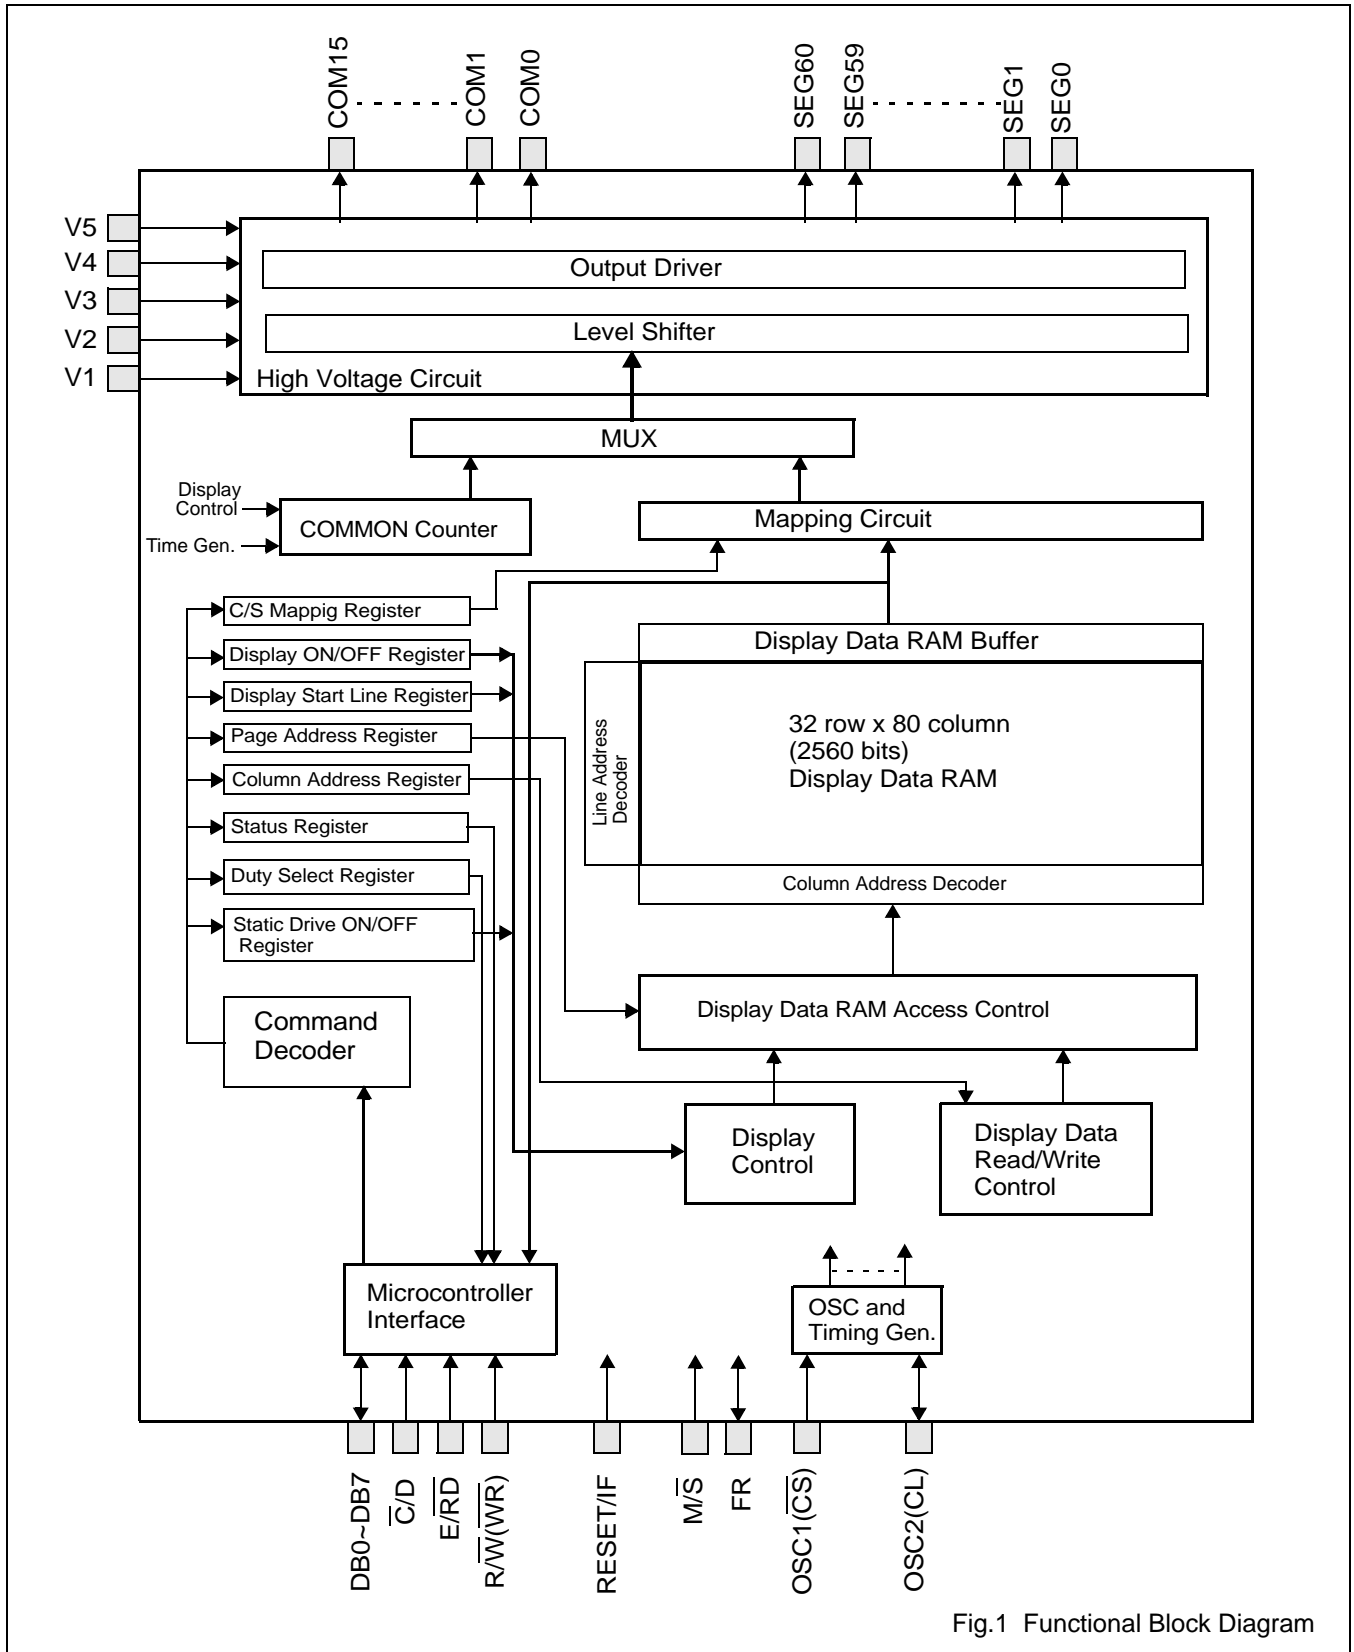 COM15
COM1
COM0
SEG60
SEG59
SEG1
SEG0
V5
V4
V3
V2
V1
Output Driver
Level Shifter
High Voltage Circuit
MUX
Display
Control
Time Gen.
COMMON Counter
Mapping Circuit
C/S Mappig Register
Display ON/OFF Register
Display Start Line Register
Page Address Register
Column Address Register
Status Register
Duty Select Register
Static Drive ON/OFF
Register
Display Data RAM Buffer
Line Address
Decoder
32 row x 80 column
(2560 bits)
Display Data RAM
Column Address Decoder
Command
Decoder
Display Data RAM Access Control
Display
Control
Display Data
Read/Write
Control
Microcontroller
Interface
OSC and
Timing Gen.
DB0~DB7
C̅/D
E/R̅D̅
R/W̅(W̅R̅)
RESET/IF
M/S̅
FR
OSC1(C̅S̅)
OSC2(CL)
Fig.1 Functional Block Diagram